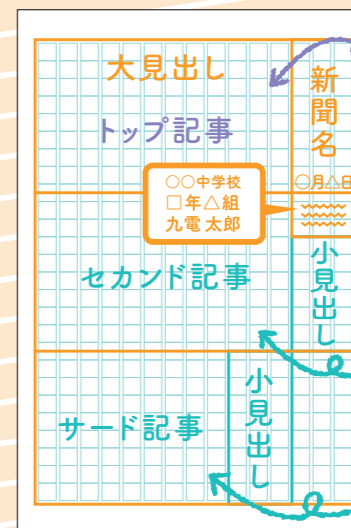 大見出し
トップ記事
新聞名
○月△日
○○中学校
□年△組
九電 太郎
セカンド記事
小見出し
サード記事
小見出し